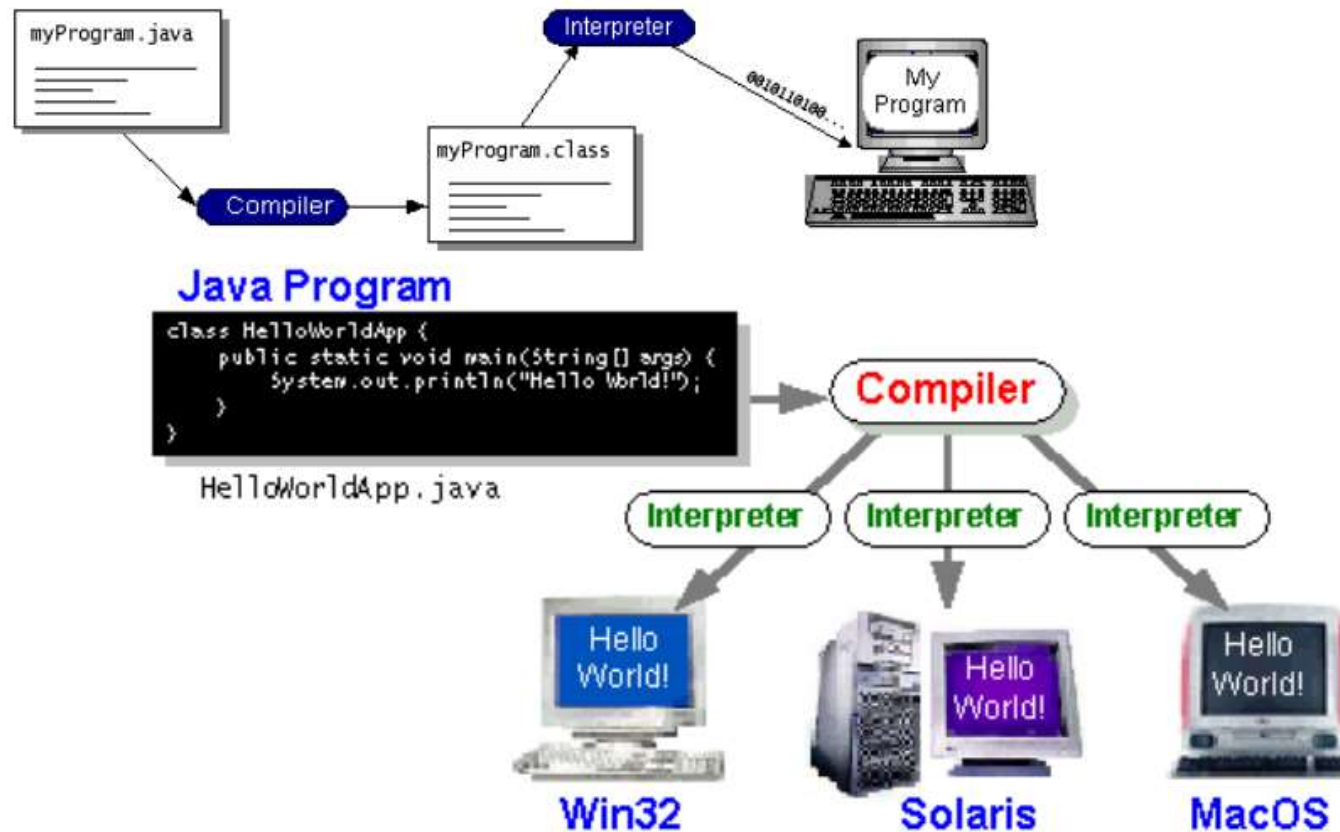 myProgram.java
Interpreter
0010110100...
My
Program
myProgram.class
Compiler
Java Program
class HelloWorldApp {
    public static void main(String[] args) {
        System.out.println("Hello World!");
    }
}
HelloWorldApp.java
Compiler
Interpreter
Interpreter
Interpreter
Hello
World!
Hello
World!
Hello
World!
Win32
Solaris
MacOS